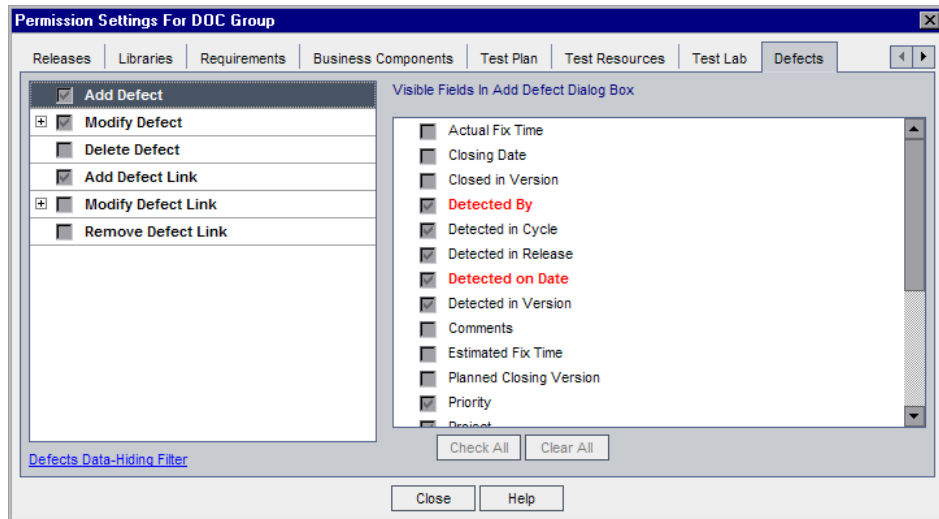 Permission Settings For DOC Group
Releases Libraries Requirements Business Components Test Plan Test Resources Test Lab Defects
Add Defect
Modify Defect
Delete Defect
Add Defect Link
Modify Defect Link
Remove Defect Link
Defects Data-Hiding Filter
Visible Fields In Add Defect Dialog Box
Actual Fix Time
Closing Date
Closed in Version
Detected By
Detected in Cycle
Detected in Release
Detected on Date
Detected in Version
Comments
Estimated Fix Time
Planned Closing Version
Priority
Project
Check All Clear All
Close Help